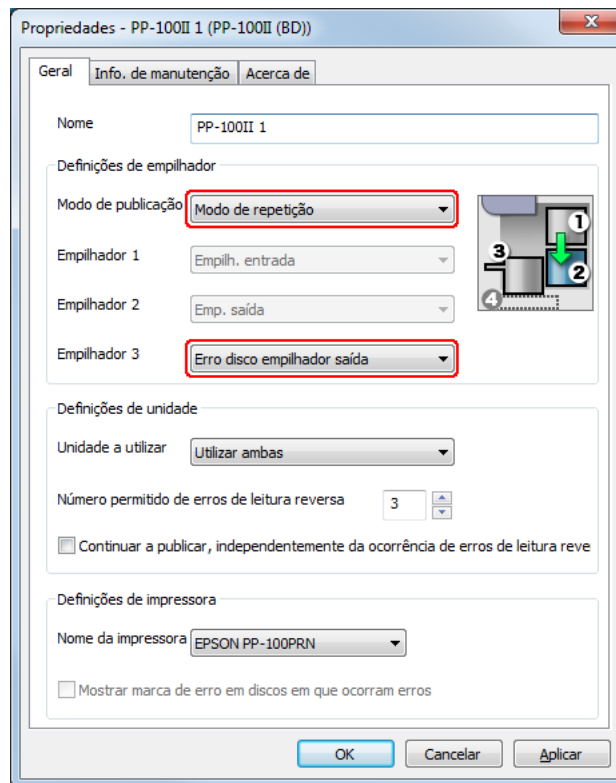 Propriedades - PP-100II 1 (PP-100II (BD))
Geral Info. de manutenção Acerca de
Nome PP-100II 1
Definições de empilhador
Modo de publicação Modo de repetição
Empilhador 1 Empilh. entrada
Empilhador 2 Emp. saída
Empilhador 3 Erro disco empilhador saída
1
3
2
4
Definições de unidade
Unidade a utilizar Utilizar ambas
Número permitido de erros de leitura reversa 3
Continuar a publicar, independentemente da ocorrência de erros de leitura reve
Definições de impressora
Nome da impressora EPSON PP-100PRN
Mostrar marca de erro em discos em que ocorram erros
OK Cancelar Aplicar